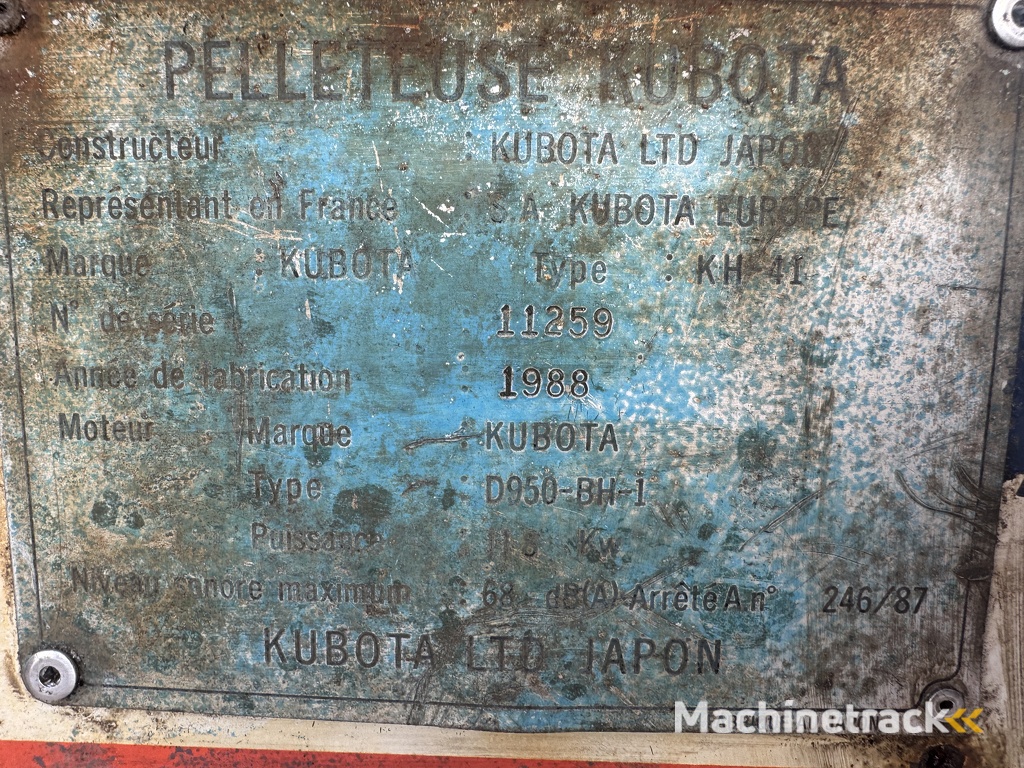 PELLETEUSE KUBOTA
Constructeur : KUBOTA LTD JAPON
Représentant en France : S.A. KUBOTA EUROPE
Marque : KUBOTA Type : KH 41
N° de série : 11259
Année de fabrication : 1988
Moteur Marque : KUBOTA
Type : D950-BH-1
Puissance : Kw
Niveau sonore maximum : 68 dB(A) Arrête A.n° 246/87
KUBOTA LTD JAPON
Machinetrack